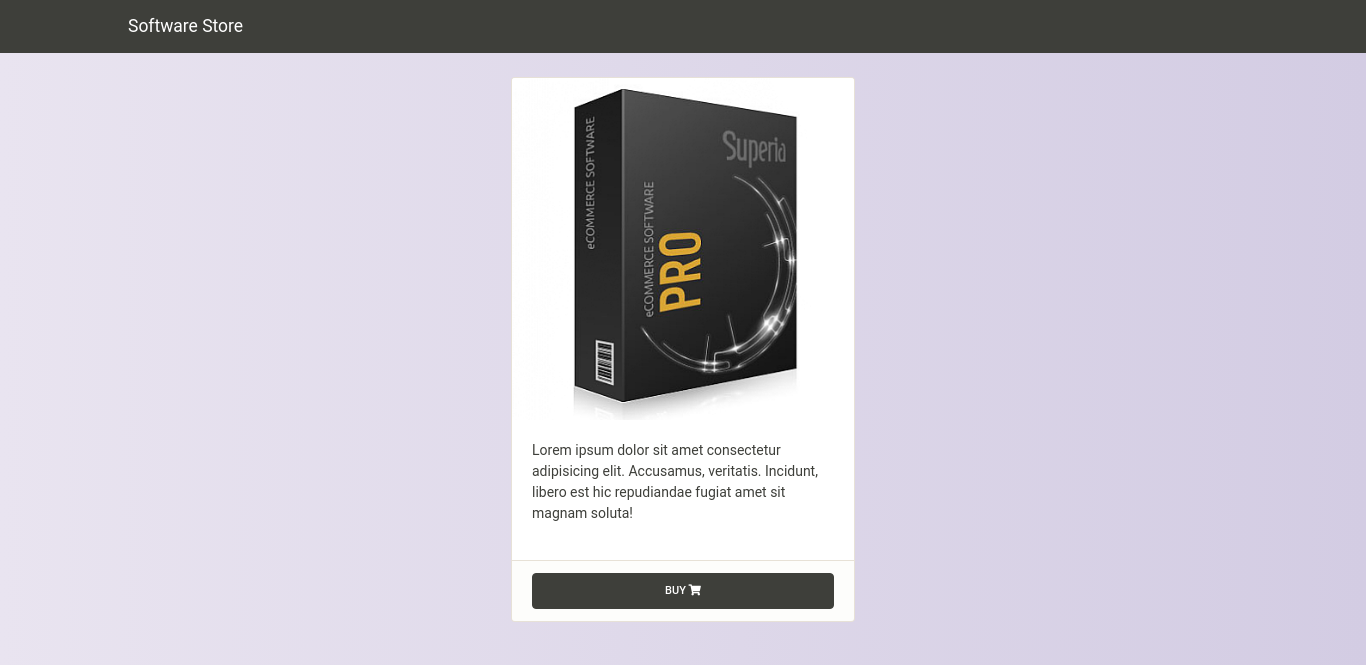 Software Store
eCOMMERCE SOFTWARE
Superia
eCOMMERCE SOFTWARE
PRO
Lorem ipsum dolor sit amet consectetur
adipisicing elit. Accusamus, veritatis. Incidunt,
libero est hic repudiandae fugiat amet sit
magnam soluta!
BUY